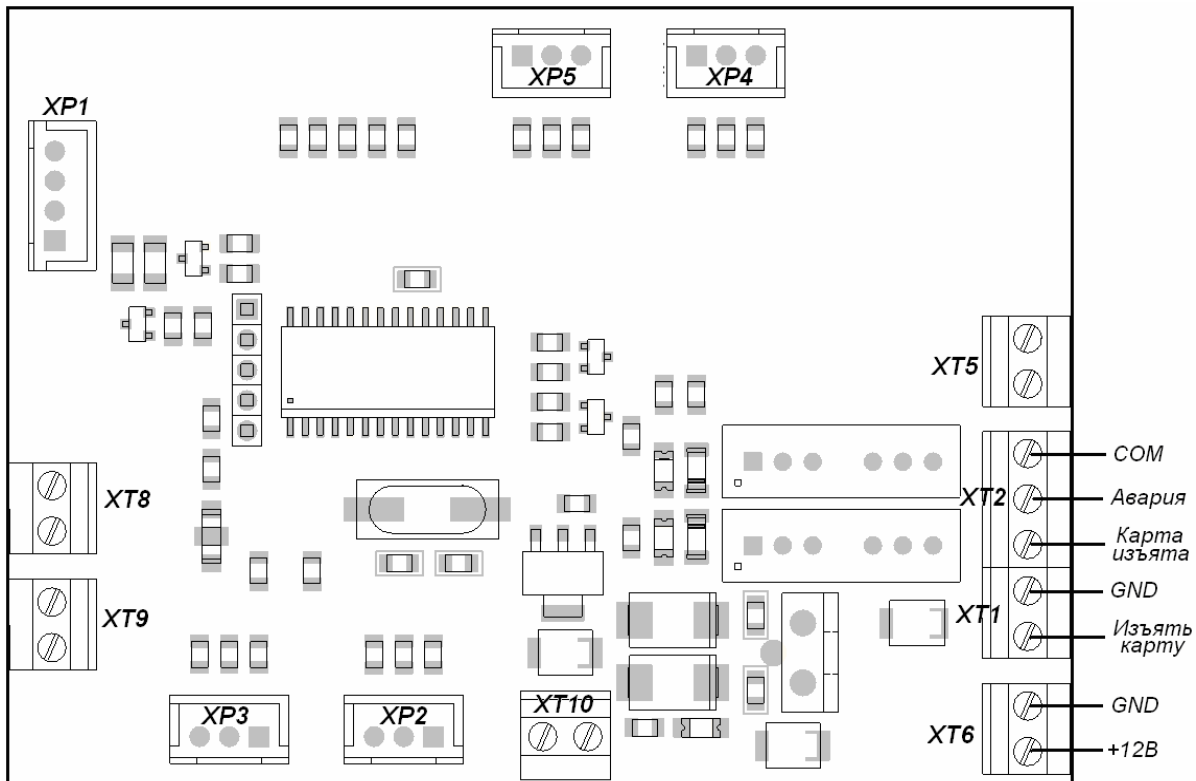 XP5
XP4
XP1
XT5
COM
XT8
XT2
Авария
Карта
изъята
GND
XT9
XT1
Изъять
карту
XP3
XP2
XT10
GND
XT6
+12В